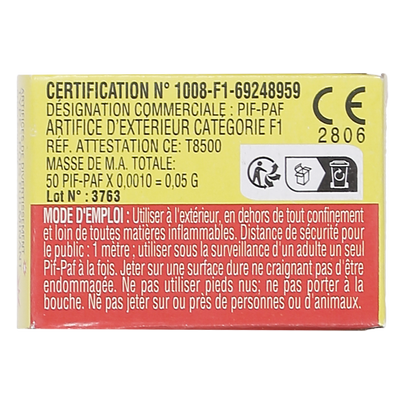 CERTIFICATION N° 1008-F1-69248959
DÉSIGNATION COMMERCIALE : PIF-PAF
ARTIFICE D'EXTÉRIEUR CATÉGORIE F1
RÉF. ATTESTATION CE: T8500
MASSE DE M.A. TOTALE:
50 PIF-PAF X 0,0010 = 0,05 G
Lot N° : 3763
CE
2806
MODE D'EMPLOI : Utiliser à l'extérieur, en dehors de tout confinement
et loin de toutes matières inflammables. Distance de sécurité pour
le public : 1 mètre ; utiliser sous la surveillance d'un adulte un seul
Pif-Paf à la fois. Jeter sur une surface dure ne craignant pas d'être
endommagée. Ne pas utiliser pieds nus; ne pas porter à
la bouche. Ne pas jeter sur ou près de personnes ou d'animaux.